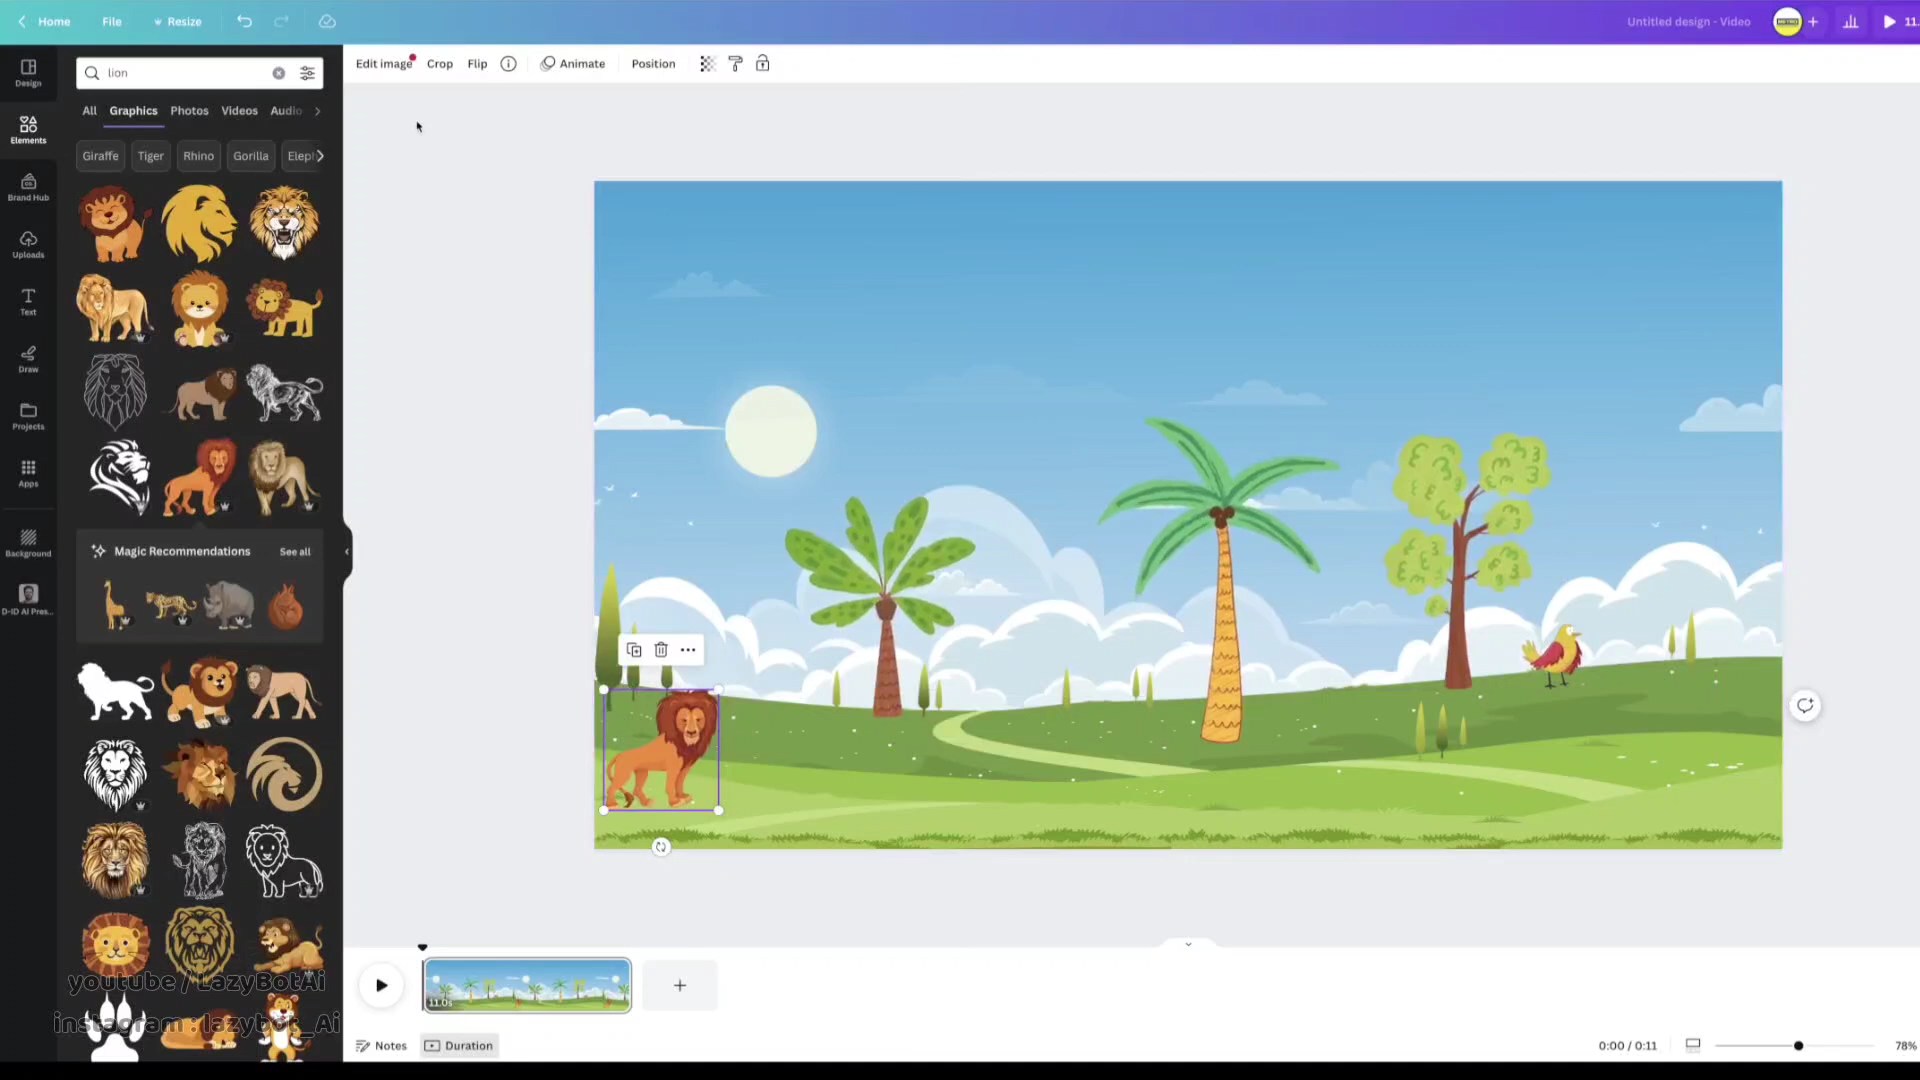 Home File Resize
Untitled design - Video
11.
Design
Elements
Brand Hub
Uploads
Text
Draw
Projects
Apps
Background
D-ID AI Pres...
lion
All Graphics Photos Videos Audio
Giraffe Tiger Rhino Gorilla Elep
Magic Recommendations See all
youtube / LazyBotAi
instagram : lazybot_Ai
Edit image Crop Flip Animate Position
11.0s
Notes Duration
0:00 / 0:11
78%